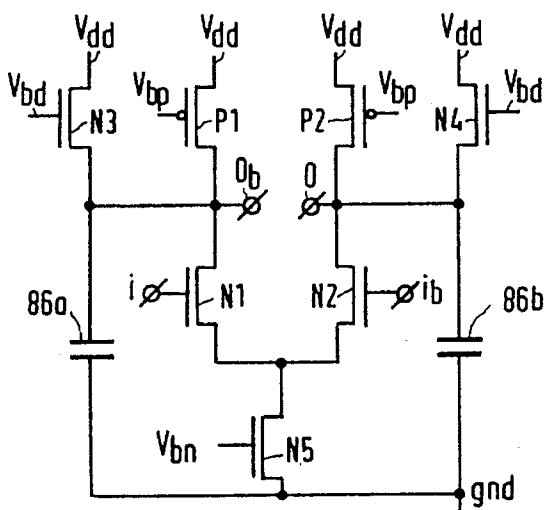 Vdd Vdd Vdd Vdd
Vbd N3 Vbp P1 P2 Vbp N4 Vbd
Ob O
i N1 N2 ib
86a 86b
Vbn N5
gnd